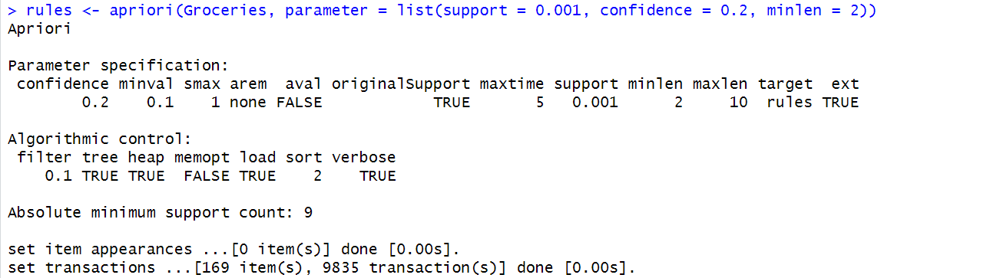 > rules <- apriori(Groceries, parameter = list(support = 0.001, confidence = 0.2, minlen = 2))
Apriori

Parameter specification:
 confidence minval smax arem  aval originalSupport maxtime support minlen maxlen target  ext
        0.2    0.1    1 none FALSE            TRUE       5   0.001      2     10  rules TRUE

Algorithmic control:
 filter tree heap memopt load sort verbose
    0.1 TRUE TRUE  FALSE TRUE    2    TRUE

Absolute minimum support count: 9

set item appearances ...[0 item(s)] done [0.00s].
set transactions ...[169 item(s), 9835 transaction(s)] done [0.00s].